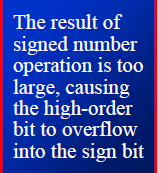 The result of
signed number
operation is too
large, causing
the high-order
bit to overflow
into the sign bit